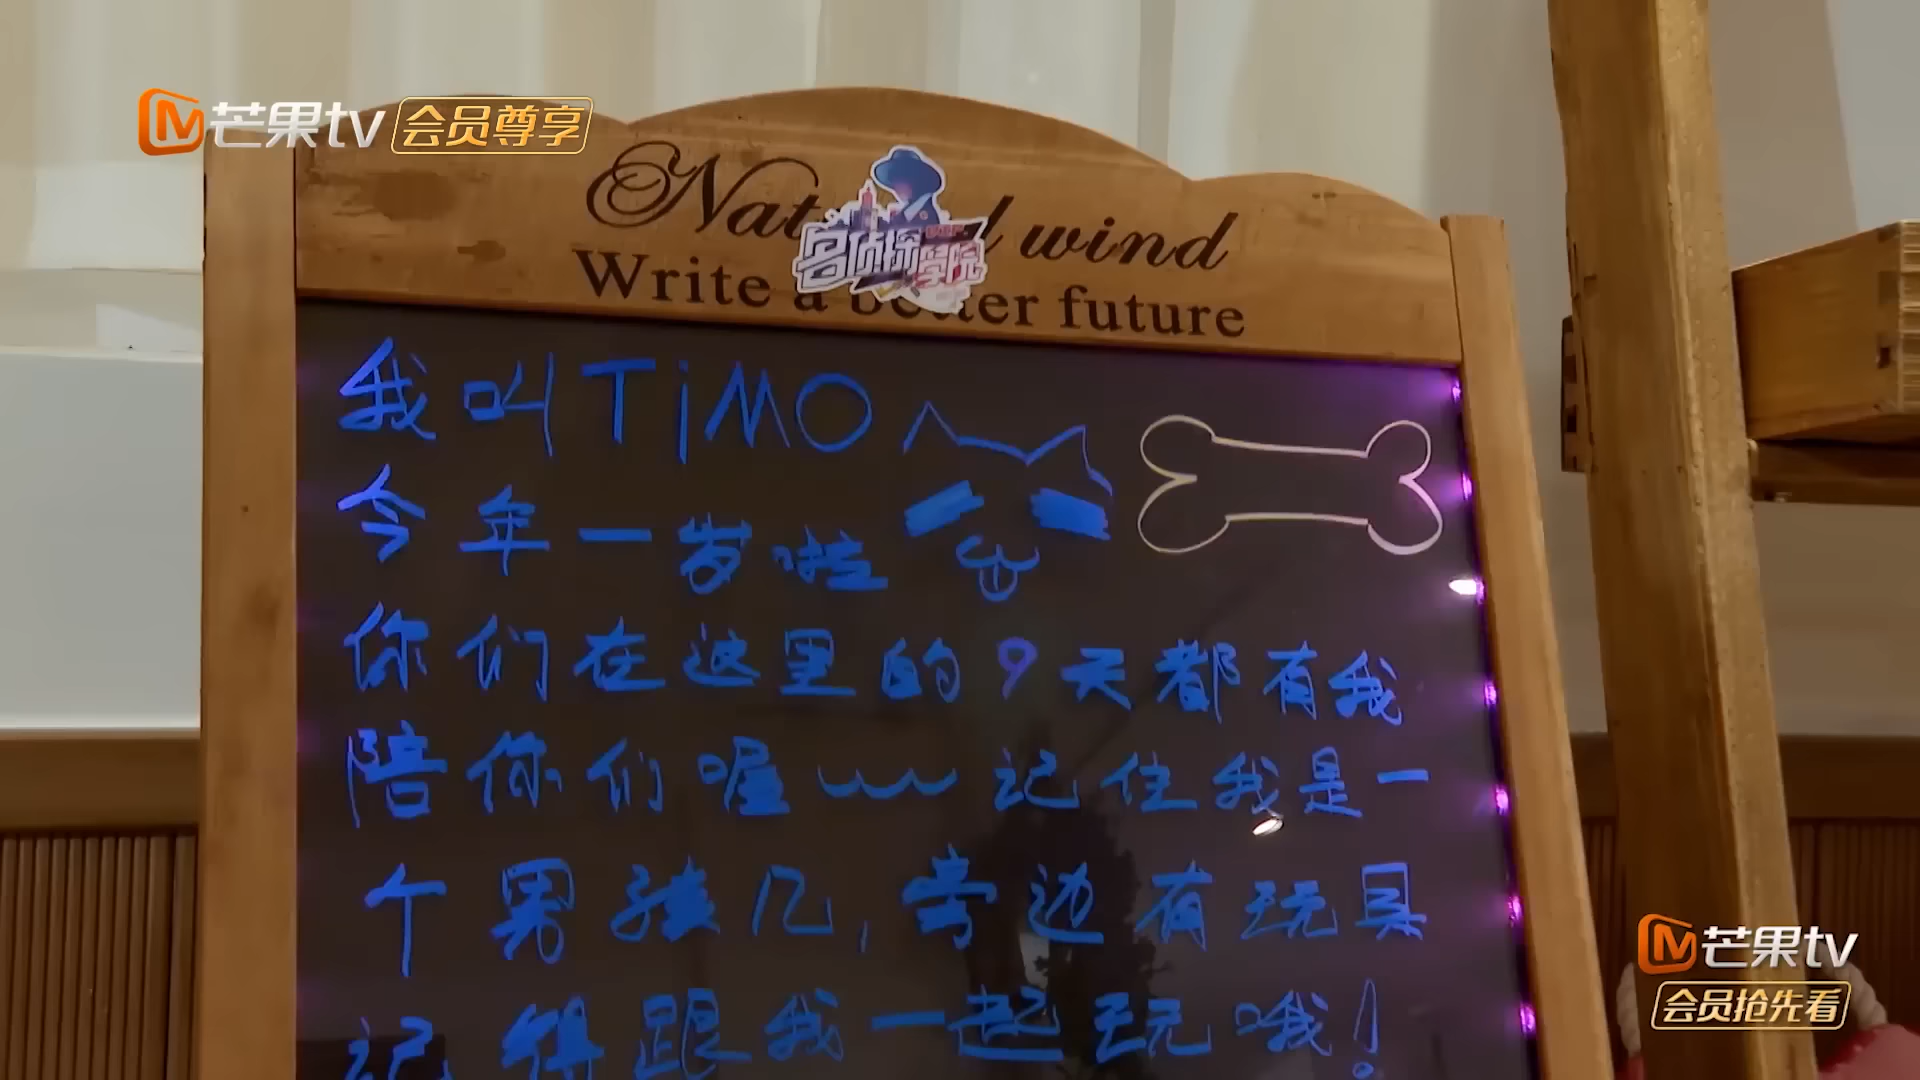 芒果tv 会员尊享
Nat l wind
名侦探学院
Write a better future
我叫TiMO
今年一岁啦
你们在这里的9天都有我
陪你们喔 记住我是一
个男孩几,旁边有玩具
记得跟我一起玩哦!
芒果tv
会员抢先看